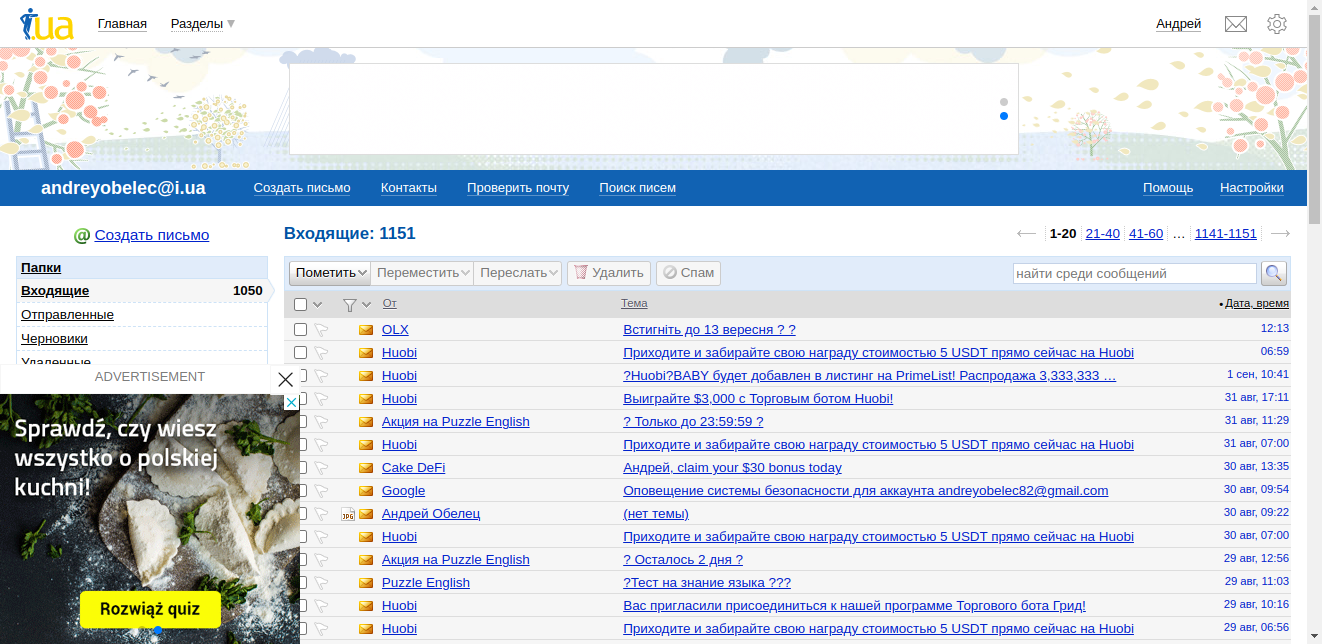 i.ua Главная Разделы Андрей
andreyobelec@i.ua Создать письмо Контакты Проверить почту Поиск писем Помощь Настройки
@ Создать письмо
Папки
Входящие 1050
Отправленные
Черновики
Удаленные
Входящие: 1151 1-20 21-40 41-60 ... 1141-1151
Пометить Переместить Переслать Удалить Спам найти среди сообщений
От Тема • Дата, время
OLX Встигніть до 13 вересня ? ? 12:13
Huobi Приходите и забирайте свою награду стоимостью 5 USDT прямо сейчас на Huobi 06:59
Huobi ?Huobi?BABY будет добавлен в листинг на PrimeList! Распродажа 3,333,333 … 1 сен, 10:41
Huobi Выиграйте $3,000 с Торговым ботом Huobi! 31 авг, 17:11
Акция на Puzzle English ? Только до 23:59:59 ? 31 авг, 11:29
Huobi Приходите и забирайте свою награду стоимостью 5 USDT прямо сейчас на Huobi 31 авг, 07:00
Cake DeFi Андрей, claim your $30 bonus today 30 авг, 13:35
Google Оповещение системы безопасности для аккаунта andreyobelec82@gmail.com 30 авг, 09:54
JPG Андрей Обелец (нет темы) 30 авг, 09:22
Huobi Приходите и забирайте свою награду стоимостью 5 USDT прямо сейчас на Huobi 30 авг, 07:00
Акция на Puzzle English ? Осталось 2 дня ? 29 авг, 12:56
Puzzle English ?Тест на знание языка ??? 29 авг, 11:03
Huobi Вас пригласили присоединиться к нашей программе Торгового бота Грид! 29 авг, 10:16
Huobi Приходите и забирайте свою награду стоимостью 5 USDT прямо сейчас на Huobi 29 авг, 06:56
ADVERTISEMENT
Sprawdź, czy wiesz
wszystko o polskiej
kuchni!
Rozwiąż quiz